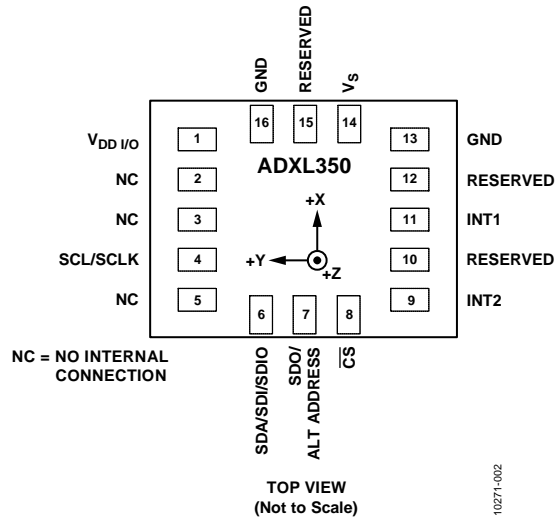 GND
RESERVED
VS
16
15
14
VDD I/O
1
13
GND
ADXL350
NC
2
12
RESERVED
+X
NC
3
11
INT1
SCL/SCLK
4
+Y
+Z
10
RESERVED
NC
5
9
INT2
6
7
8
NC = NO INTERNAL
CONNECTION
SDA/SDI/SDIO
SDO/
ALT ADDRESS
CS
TOP VIEW
(Not to Scale)
10271-002